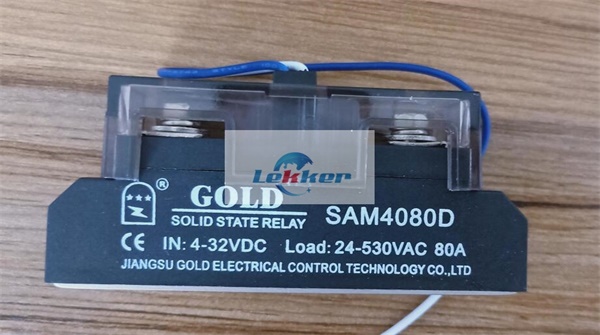 Lekker
®
GOLD
SOLID STATE RELAY SAM4080D
CE IN: 4-32VDC Load: 24-530VAC 80A
JIANGSU GOLD ELECTRICAL CONTROL TECHNOLOGY CO.,LTD